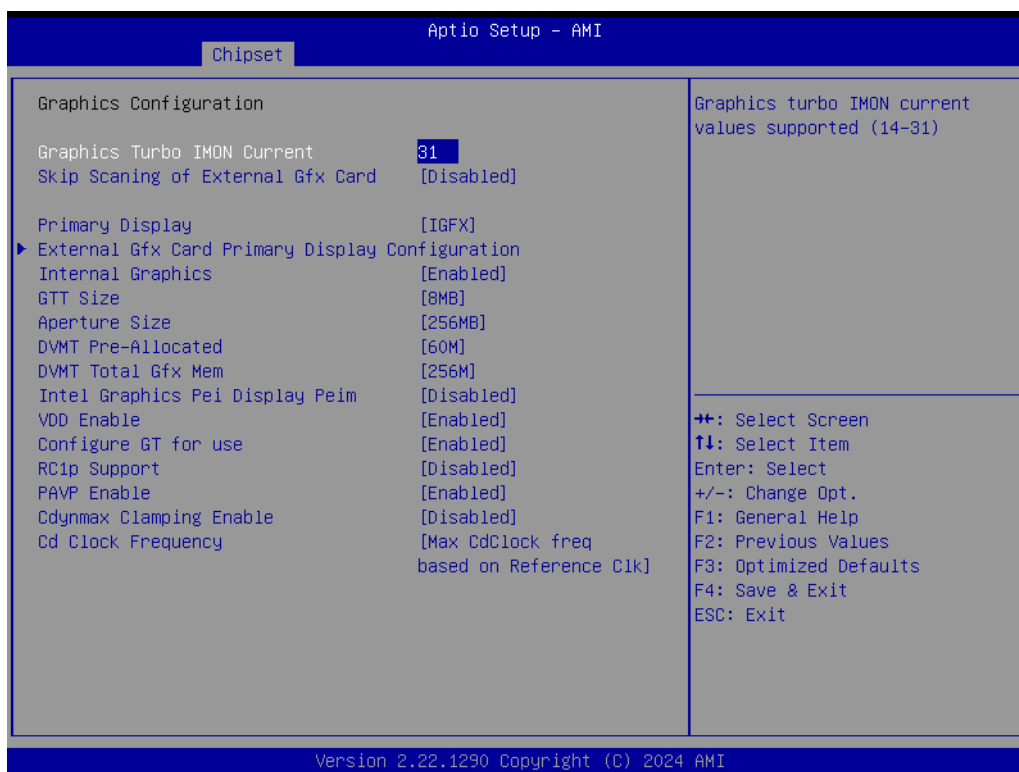 Aptio Setup – AMI
Chipset
Graphics Configuration
Graphics Turbo IMON Current 31
Skip Scaning of External Gfx Card [Disabled]
Primary Display [IGFX]
External Gfx Card Primary Display Configuration
Internal Graphics [Enabled]
GTT Size [8MB]
Aperture Size [256MB]
DVMT Pre-Allocated [60M]
DVMT Total Gfx Mem [256M]
Intel Graphics Pei Display Peim [Disabled]
VDD Enable [Enabled]
Configure GT for use [Enabled]
RC1p Support [Disabled]
PAVP Enable [Enabled]
Cdynmax Clamping Enable [Disabled]
Cd Clock Frequency [Max CdClock freq
based on Reference Clk]
Graphics turbo IMON current
values supported (14-31)
→←: Select Screen
↑↓: Select Item
Enter: Select
+/-: Change Opt.
F1: General Help
F2: Previous Values
F3: Optimized Defaults
F4: Save & Exit
ESC: Exit
Version 2.22.1290 Copyright (C) 2024 AMI